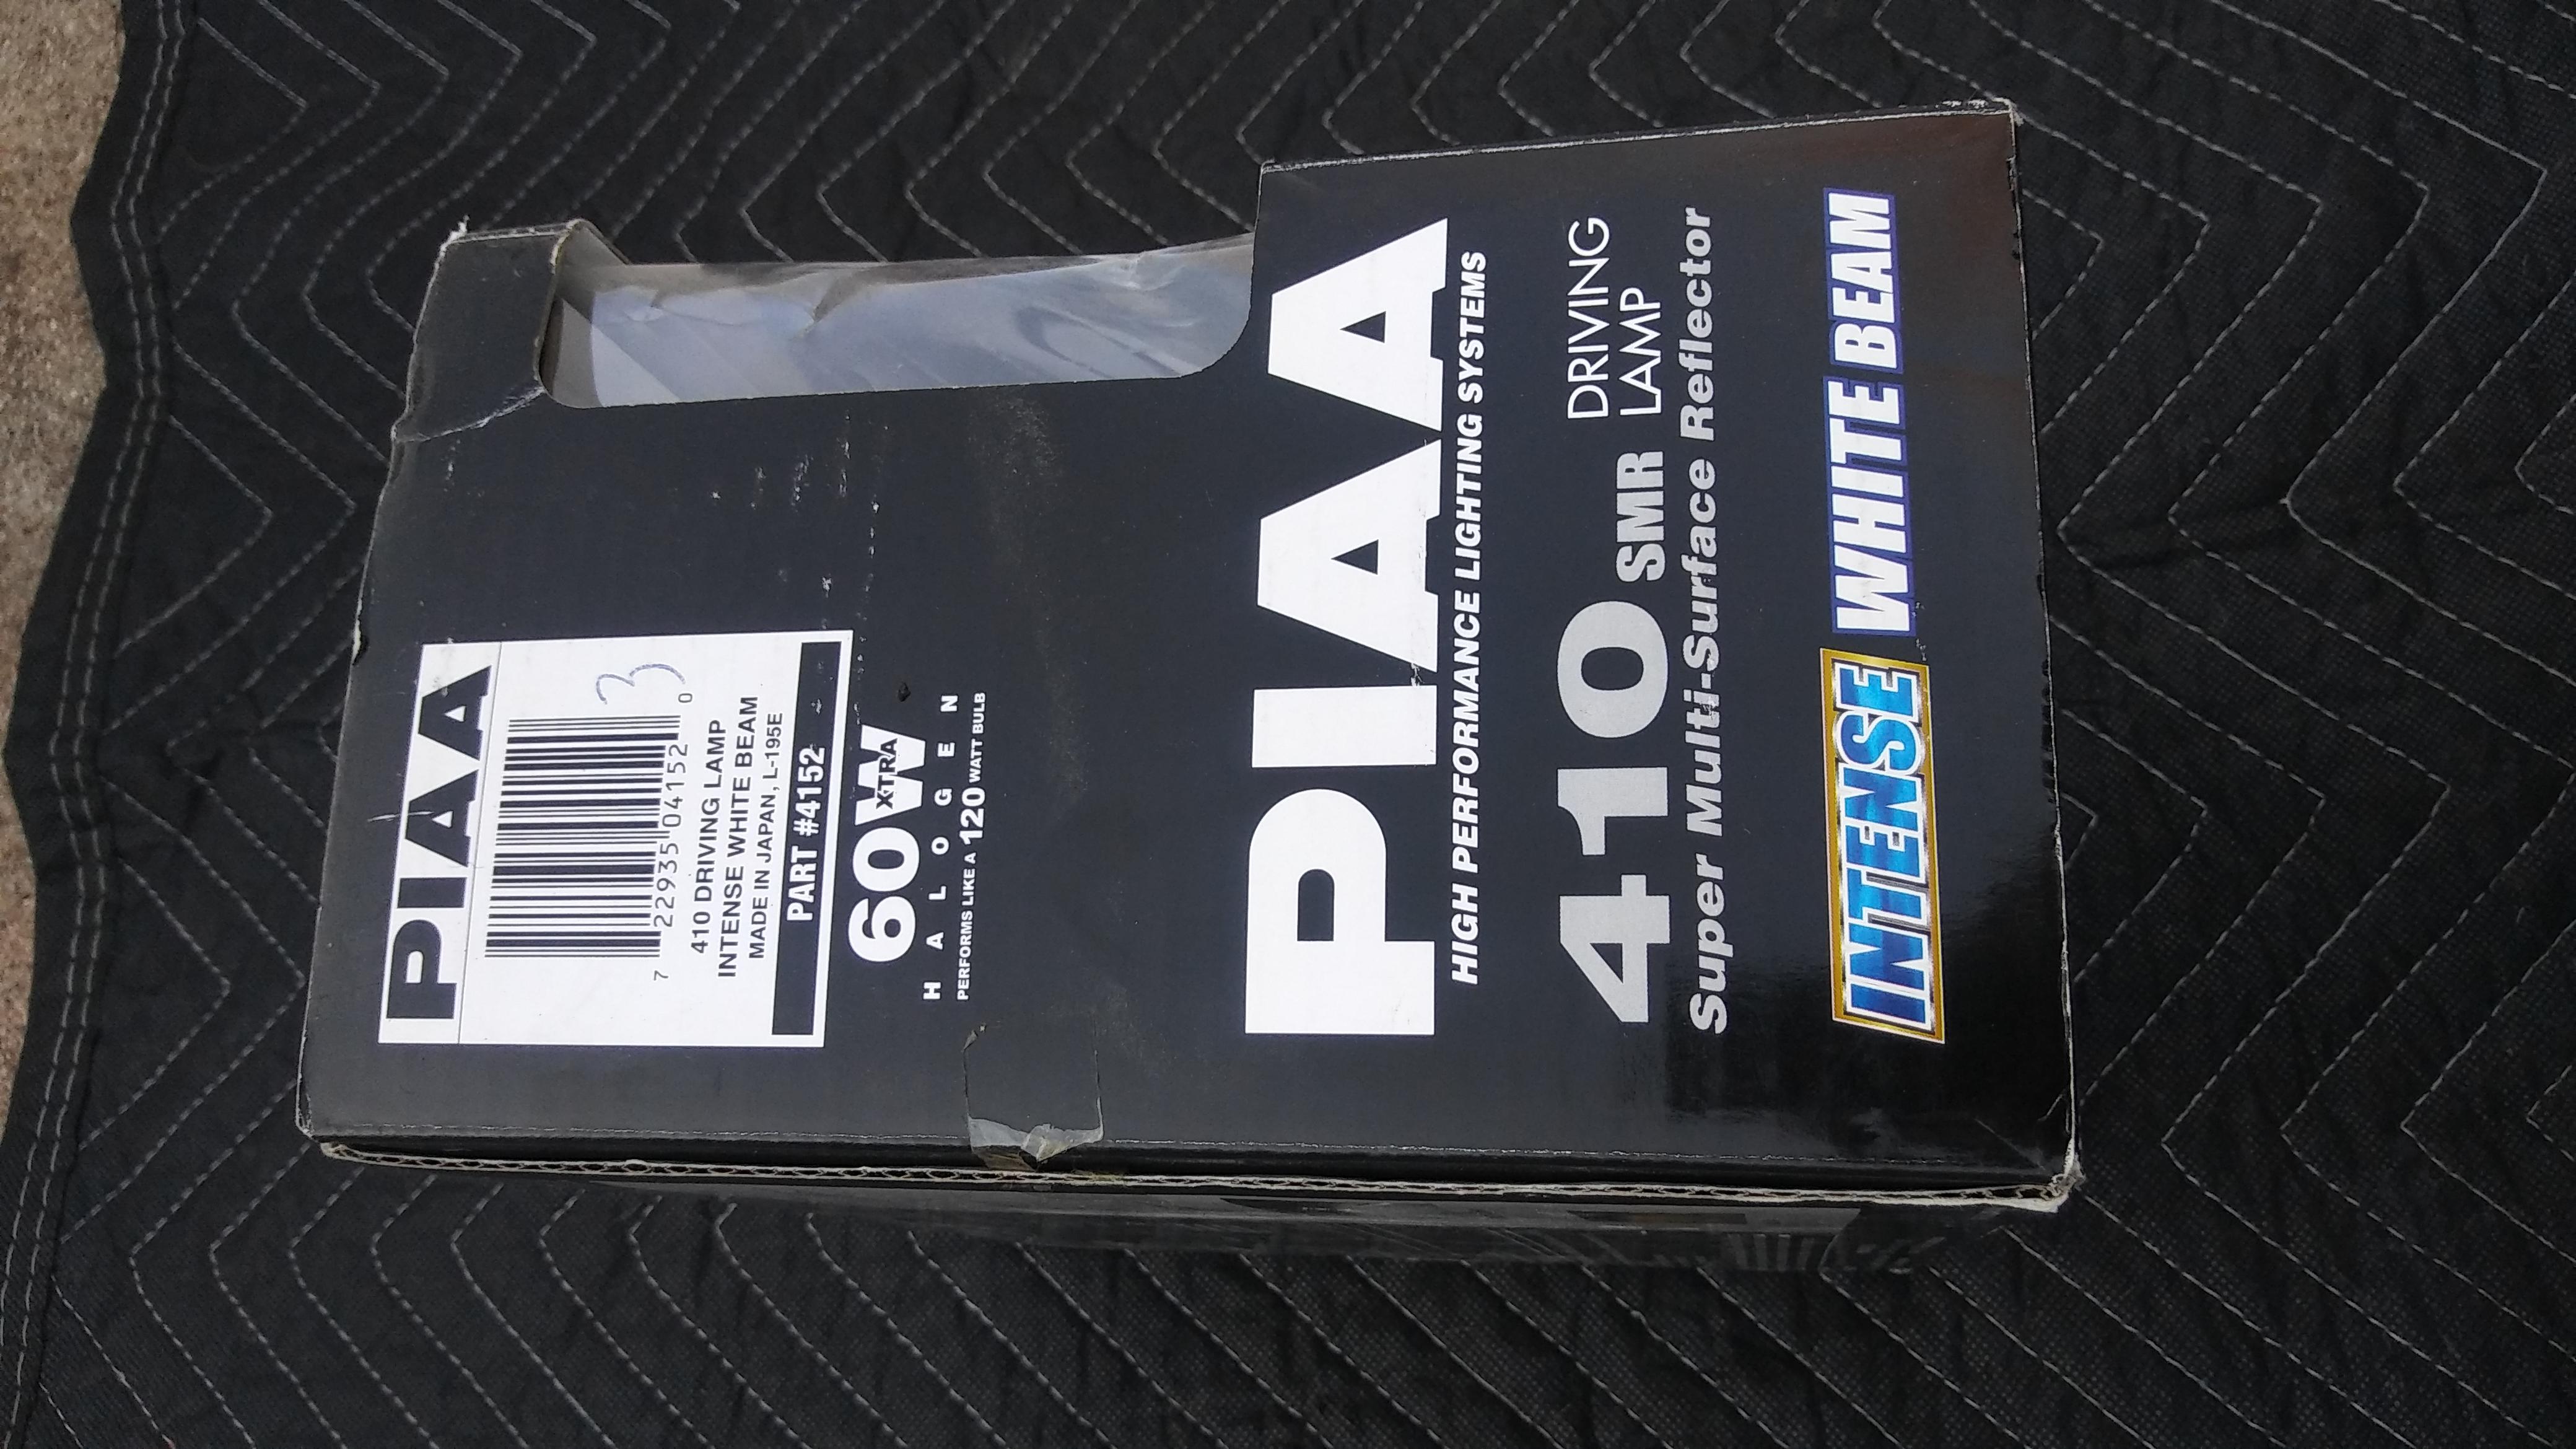 PIAA
3
7 22935 04152 0
410 DRIVING LAMP
INTENSE WHITE BEAM
MADE IN JAPAN, L-195E
PART #4152
60W
XTRA
HALOGEN
PERFORMS LIKE A 120 WATT BULB
PIAA
HIGH PERFORMANCE LIGHTING SYSTEMS
410 SMR DRIVING
LAMP
Super Multi-Surface Reflector
INTENSE WHITE BEAM